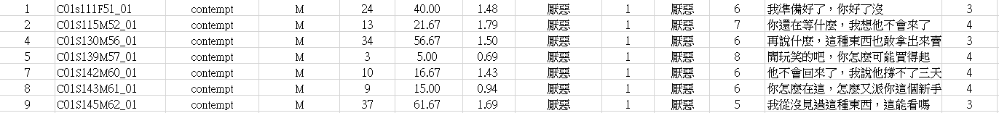 1 C01s111F51_01 contempt M 24 40.00 1.48 厭惡 1 厭惡 6 我準備好了，你好了沒 3
2 C01S115M52_01 contempt M 13 21.67 1.79 厭惡 1 厭惡 7 你還在等什麼，我想他不會來了 4
4 C01S130M56_01 contempt M 34 56.67 1.50 厭惡 1 厭惡 6 再說什麼，這種東西也敢拿出來賣 3
5 C01S139M57_01 contempt M 3 5.00 0.69 厭惡 1 厭惡 8 開玩笑的吧，你怎麼可能買得起 4
7 C01S142M60_01 contempt M 10 16.67 1.43 厭惡 1 厭惡 6 他不會回來了，我說他撐不了三天 4
8 C01S143M61_01 contempt M 9 15.00 0.94 厭惡 1 厭惡 6 你怎麼在這，怎麼又派你這個新手 4
9 C01S145M62_01 contempt M 37 61.67 1.69 厭惡 1 厭惡 5 我從沒見過這種東西，這能看嗎 3